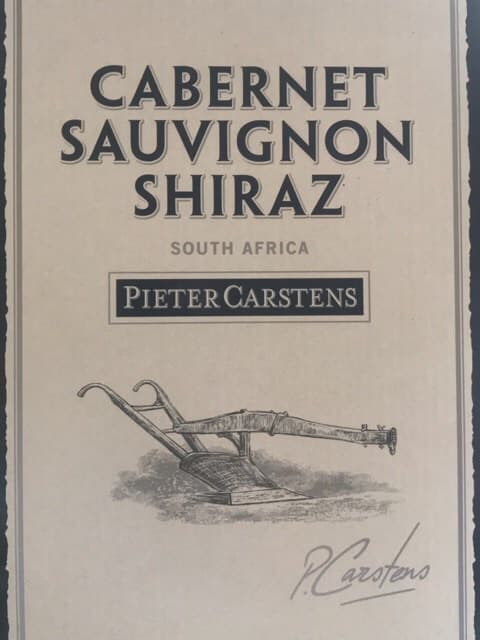 CABERNET
SAUVIGNON
SHIRAZ
SOUTH AFRICA
PIETER CARSTENS
P. Carstens